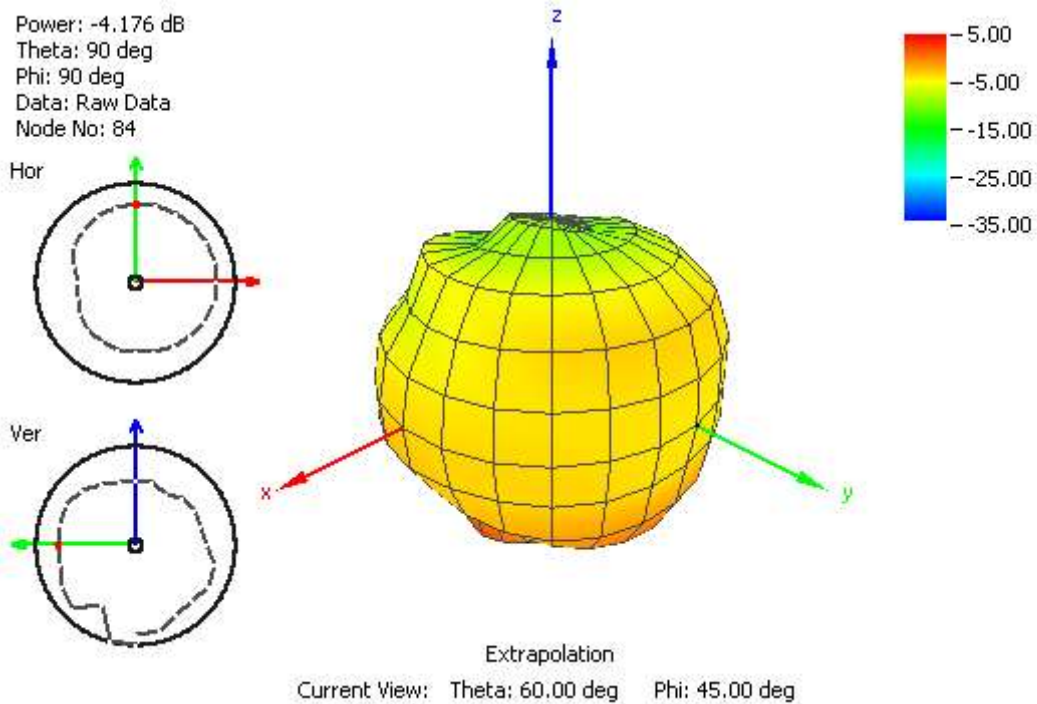 Power: -4.176 dB
Theta: 90 deg
Phi: 90 deg
Data: Raw Data
Node No: 84
Hor
Ver
z
x
y
5.00
-5.00
-15.00
-25.00
-35.00
Extrapolation
Current View: Theta: 60.00 deg Phi: 45.00 deg